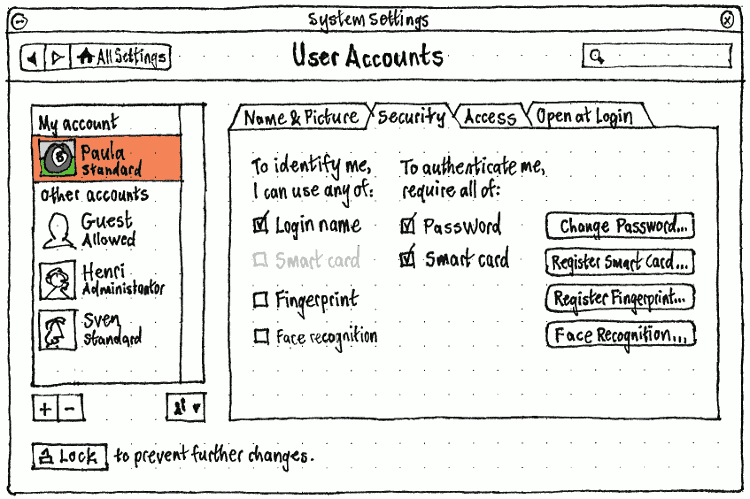 System Settings
All Settings
User Accounts
My account
Paula
Standard
Other accounts
Guest
Allowed
Henri
Administantor
Sven
Standard
+ -
Name & Picture
Security
Access
Open at Login
To identify me,
I can use any of:
Login name
Smart card
Fingerprint
Face recognition
To authenticate me,
require all of:
Password
Smart card
Change Password...
Register Smart Card...
Register Fingerprint...
Face Recognition...
Lock to prevent further changes.